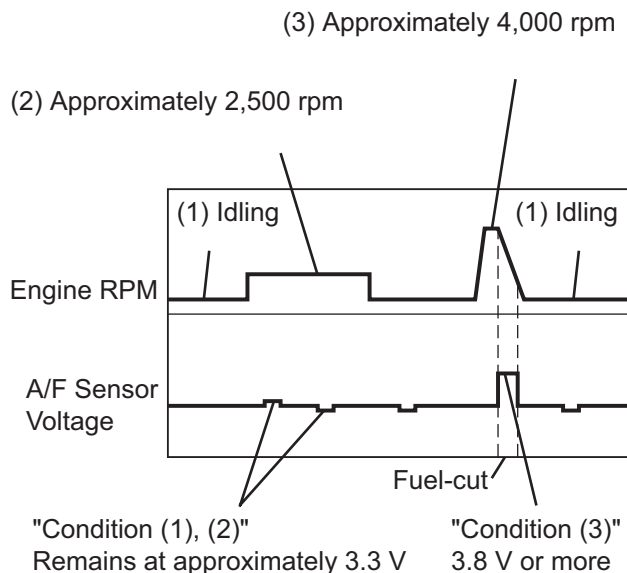 (3) Approximately 4,000 rpm
(2) Approximately 2,500 rpm
(1) Idling
(1) Idling
Engine RPM
A/F Sensor
Voltage
Fuel-cut
"Condition (1), (2)"
Remains at approximately 3.3 V
"Condition (3)"
3.8 V or more